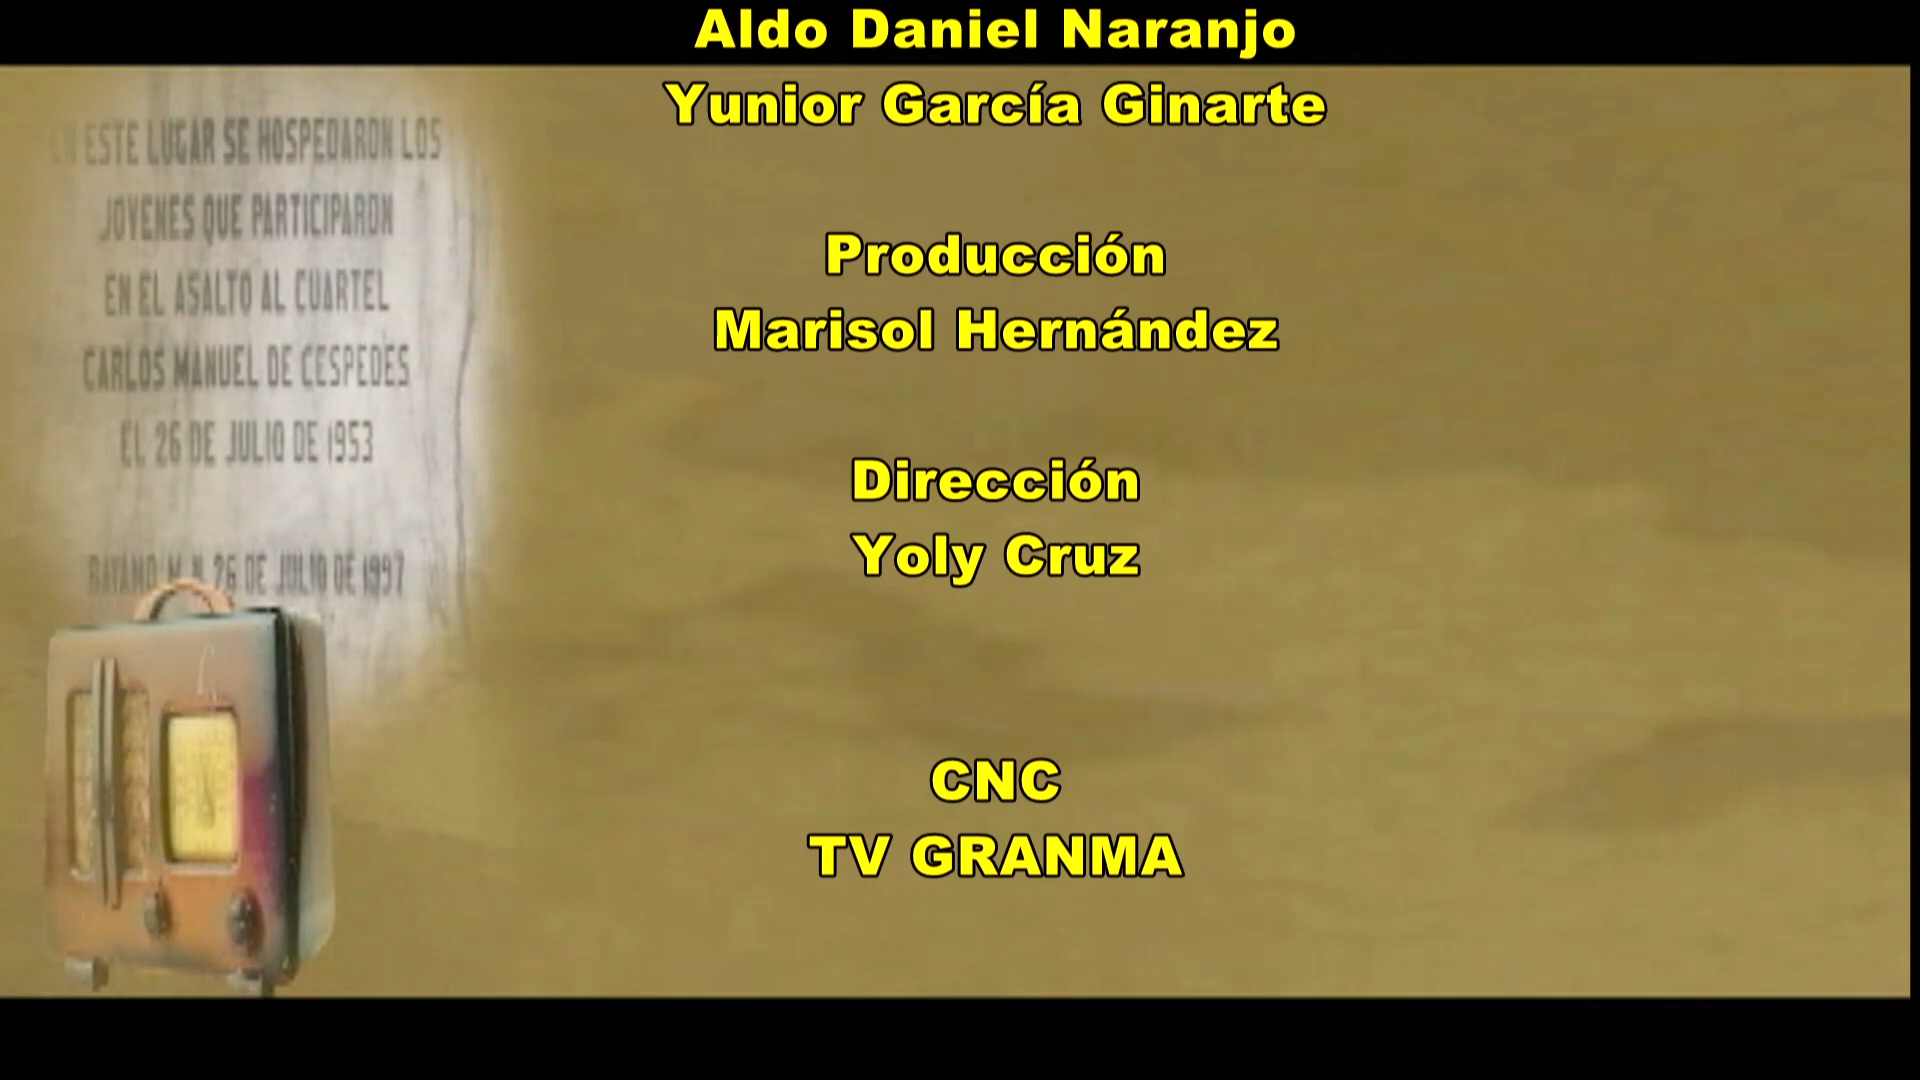 Aldo Daniel Naranjo
Yunior García Ginarte
Producción
Marisol Hernández
Dirección
Yoly Cruz
CNC
TV GRANMA
EN ESTE LUGAR SE HOSPEDARON LOS
JOVENES QUE PARTICIPARON
EN EL ASALTO AL CUARTEL
CARLOS MANUEL DE CESPEDES
EL 26 DE JULIO DE 1953
BAYAMO M.N. 26 DE JULIO DE 1997